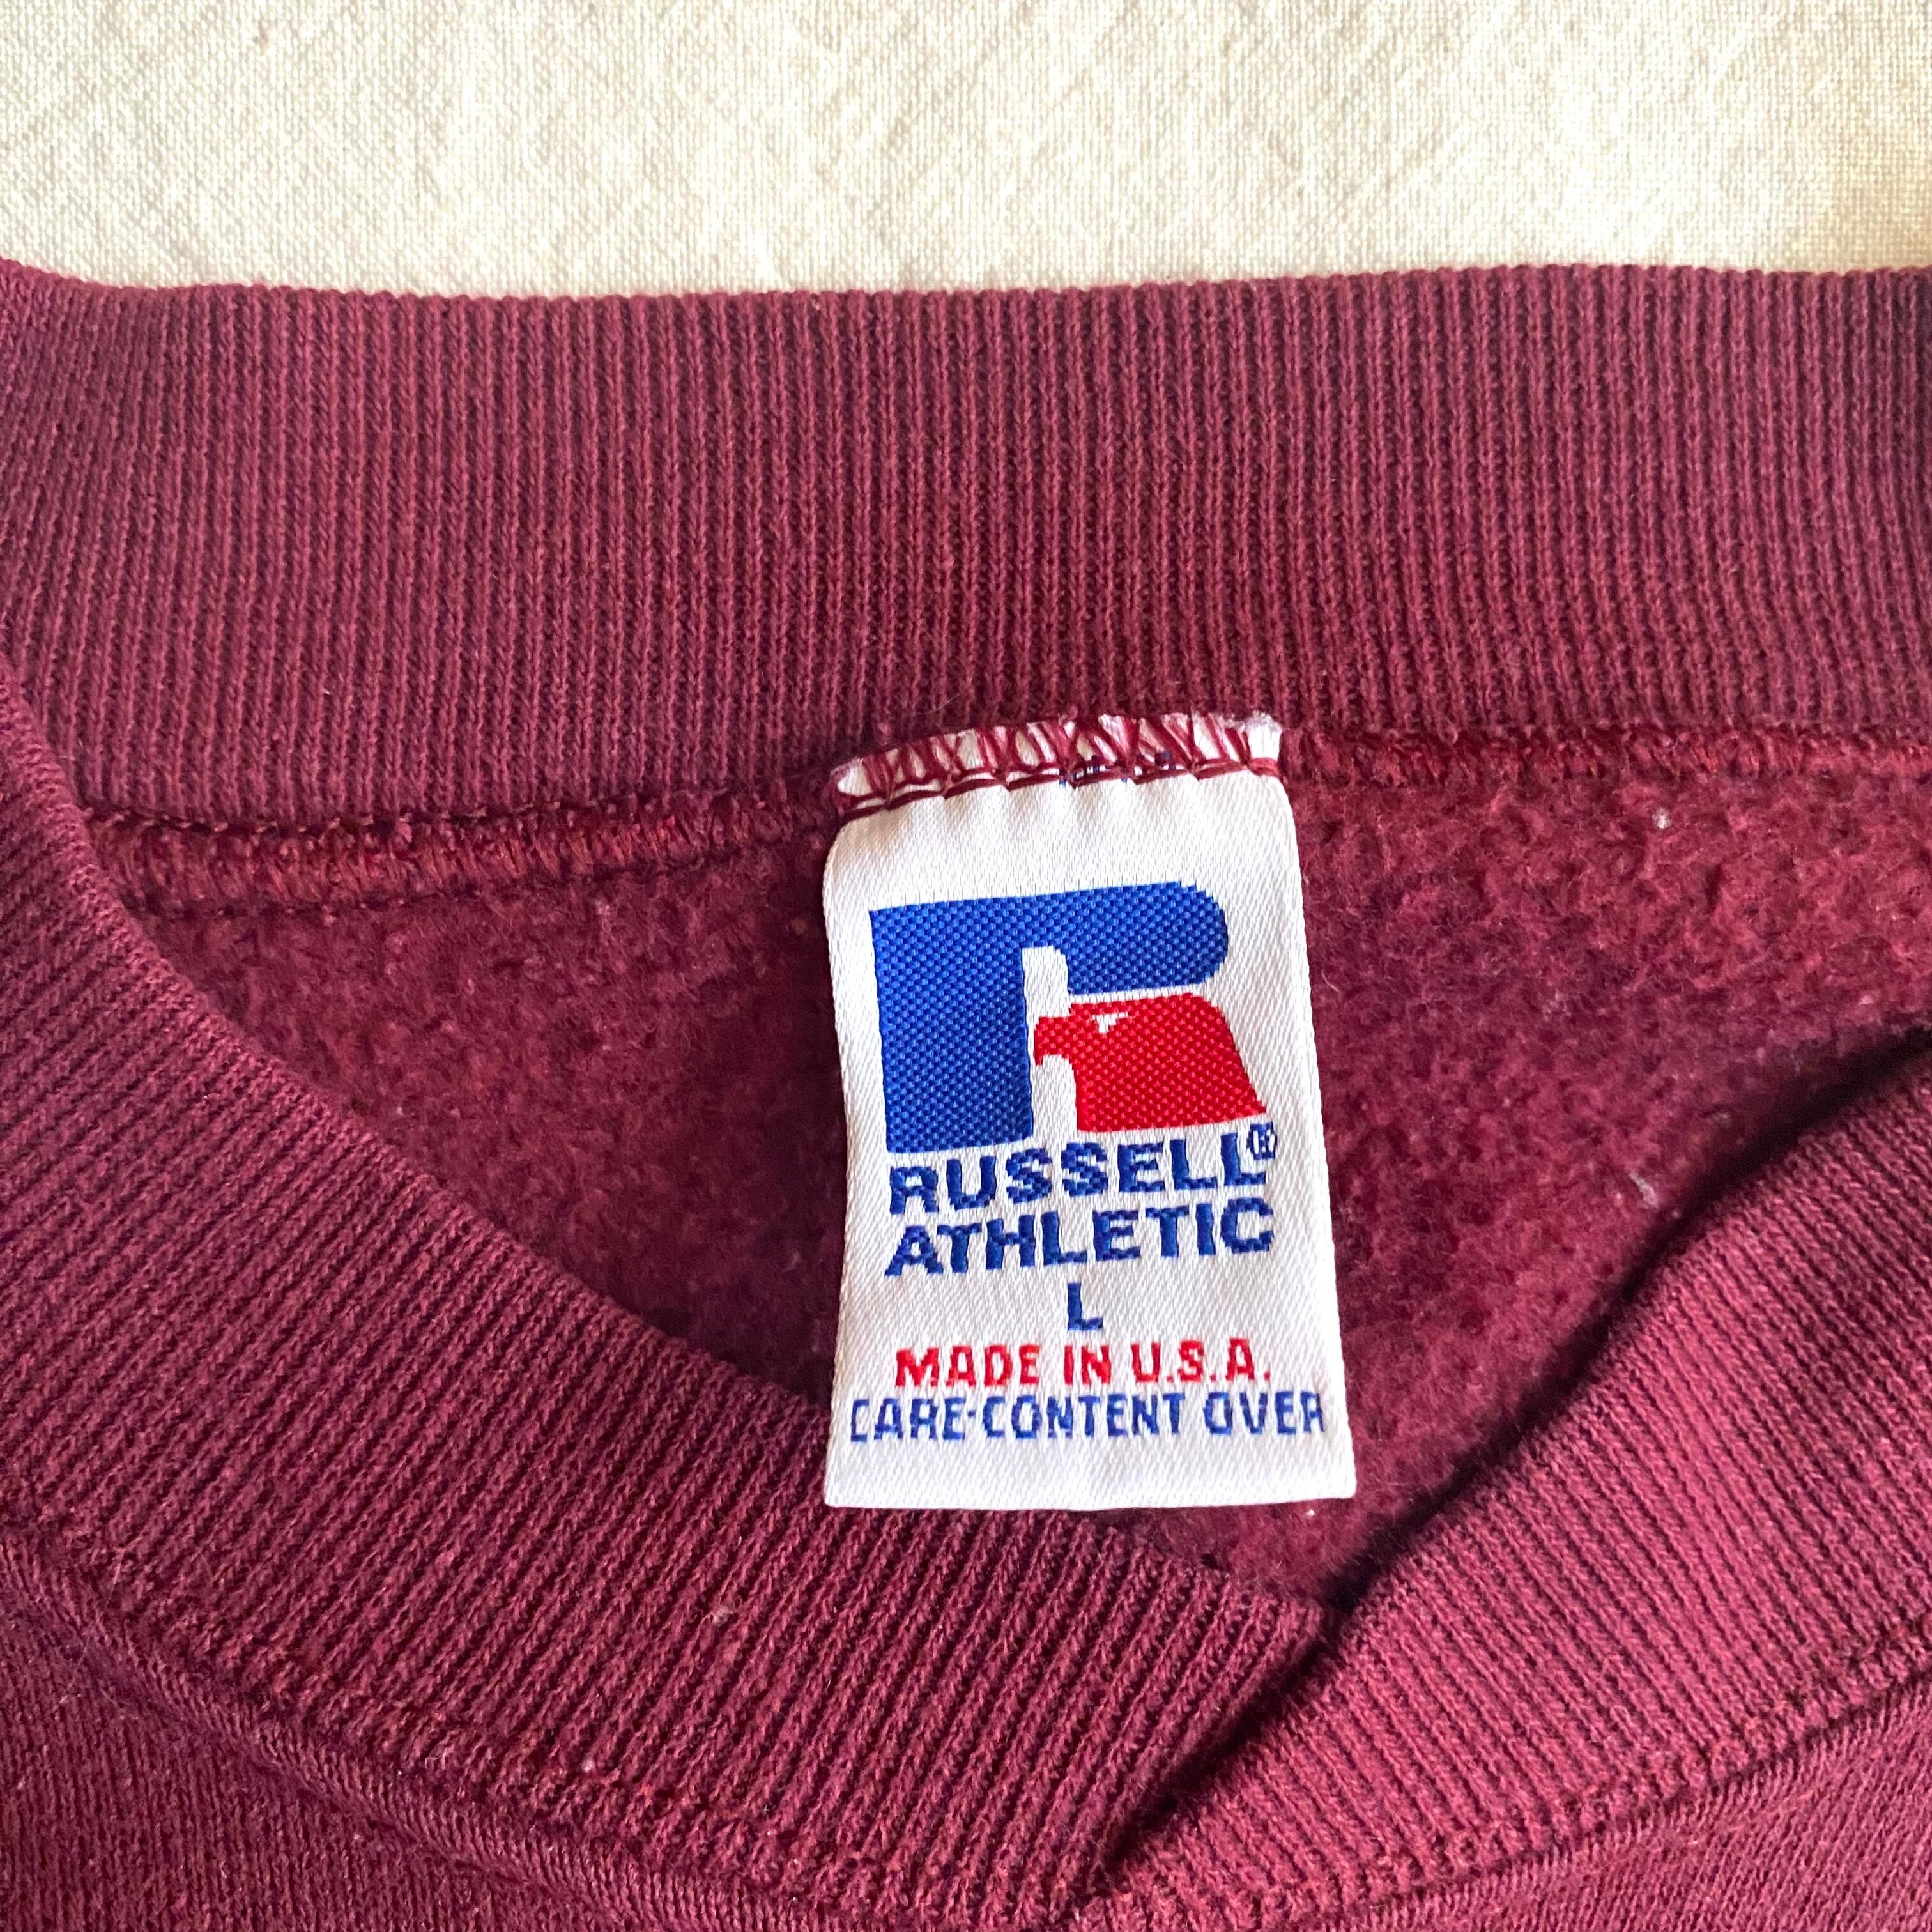 RUSSELL®
ATHLETIC
L
MADE IN U.S.A.
CARE-CONTENT OVER